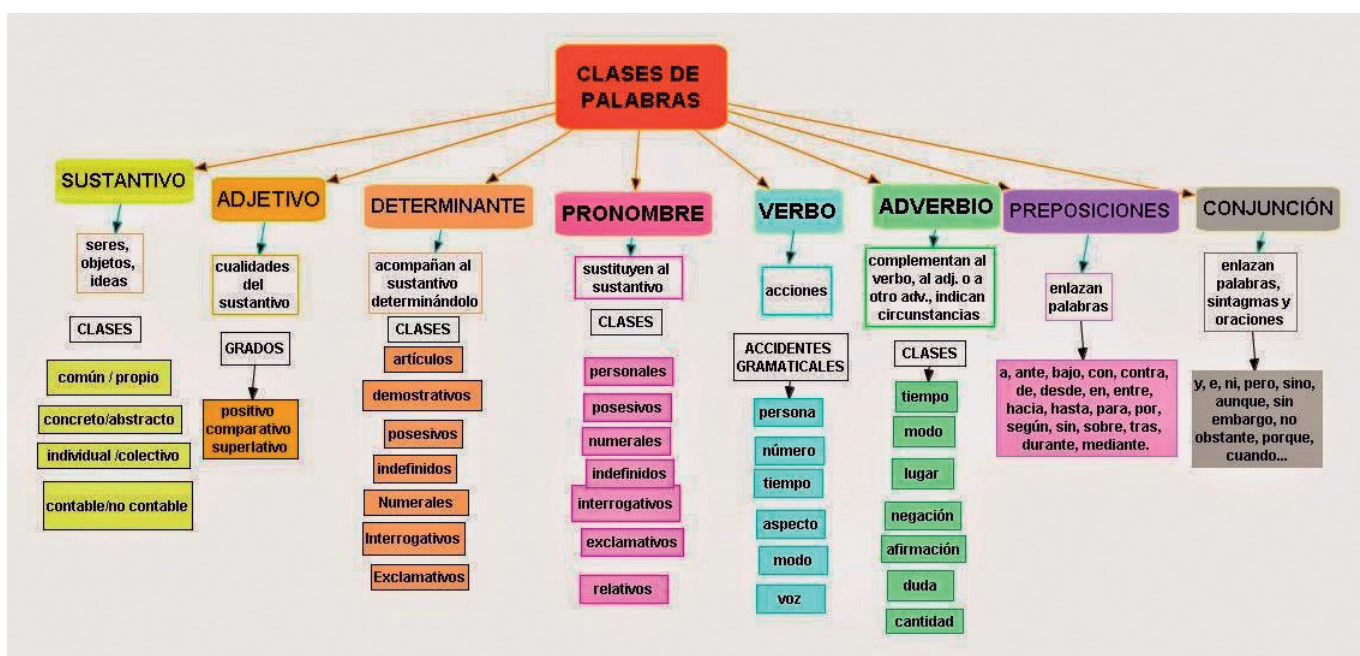 CLASES DE
PALABRAS
SUSTANTIVO
seres,
objetos,
ideas
CLASES
común / propio
concreto/abstracto
individual /colectivo
contable/no contable
ADJETIVO
cualidades
del
sustantivo
GRADOS
positivo
comparativo
superlativo
DETERMINANTE
acompañan al
sustantivo
determinándolo
CLASES
artículos
demostrativos
posesivos
indefinidos
Numerales
Interrogativos
Exclamativos
PRONOMBRE
sustituyen al
sustantivo
CLASES
personales
posesivos
numerales
indefinidos
interrogativos
exclamativos
relativos
VERBO
acciones
ACCIDENTES
GRAMATICALES
persona
número
tiempo
aspecto
modo
voz
ADVERBIO
complementan al
verbo, al adj. o a
otro adv., indican
circunstancias
CLASES
tiempo
modo
lugar
negación
afirmación
duda
cantidad
PREPOSICIONES
enlazan
palabras
a, ante, bajo, con, contra,
de, desde, en, entre,
hacia, hasta, para, por,
según, sin, sobre, tras,
durante, mediante.
CONJUNCIÓN
enlazan
palabras,
sintagmas y
oraciones
y, e, ni, pero, sino,
aunque, sin
embargo, no
obstante, porque,
cuando...